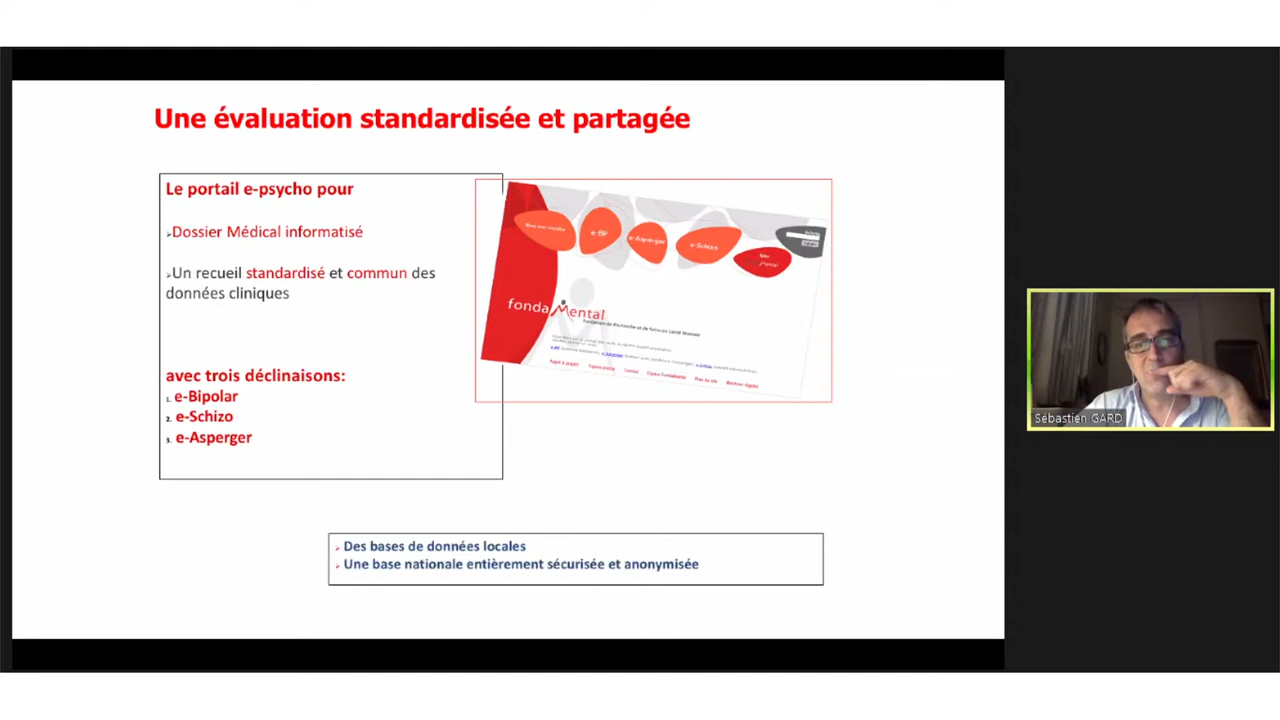 Une évaluation standardisée et partagée
Le portail e-psycho pour
Dossier Médical informatisé
Un recueil standardisé et commun des
données cliniques
avec trois déclinaisons:
1. e-Bipolar
2. e-Schizo
3. e-Asperger
e-BP
e-Asperger
e-Schizo
fondaMental
Des bases de données locales
Une base nationale entièrement sécurisée et anonymisée
Sébastien GARD